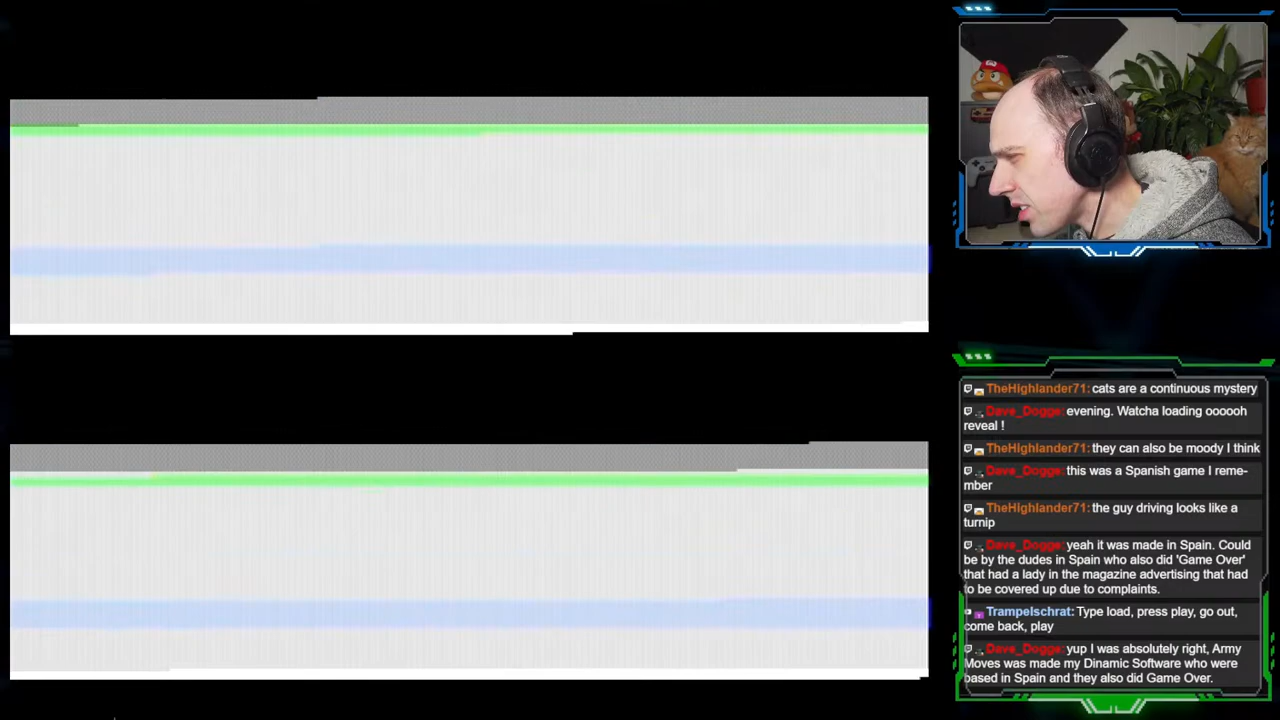 TheHighlander71: cats are a continuous mystery
Dave_Dogge: evening. Watcha loading oooooh
reveal !
TheHighlander71: they can also be moody I think
Dave_Dogge: this was a Spanish game I reme-
mber
TheHighlander71: the guy driving looks like a
turnip
Dave_Dogge: yeah it was made in Spain. Could
be by the dudes in Spain who also did 'Game Over'
that had a lady in the magazine advertising that had
to be covered up due to complaints.
Trampelschrat: Type load, press play, go out,
come back, play
Dave_Dogge: yup I was absolutely right, Army
Moves was made my Dinamic Software who were
based in Spain and they also did Game Over.